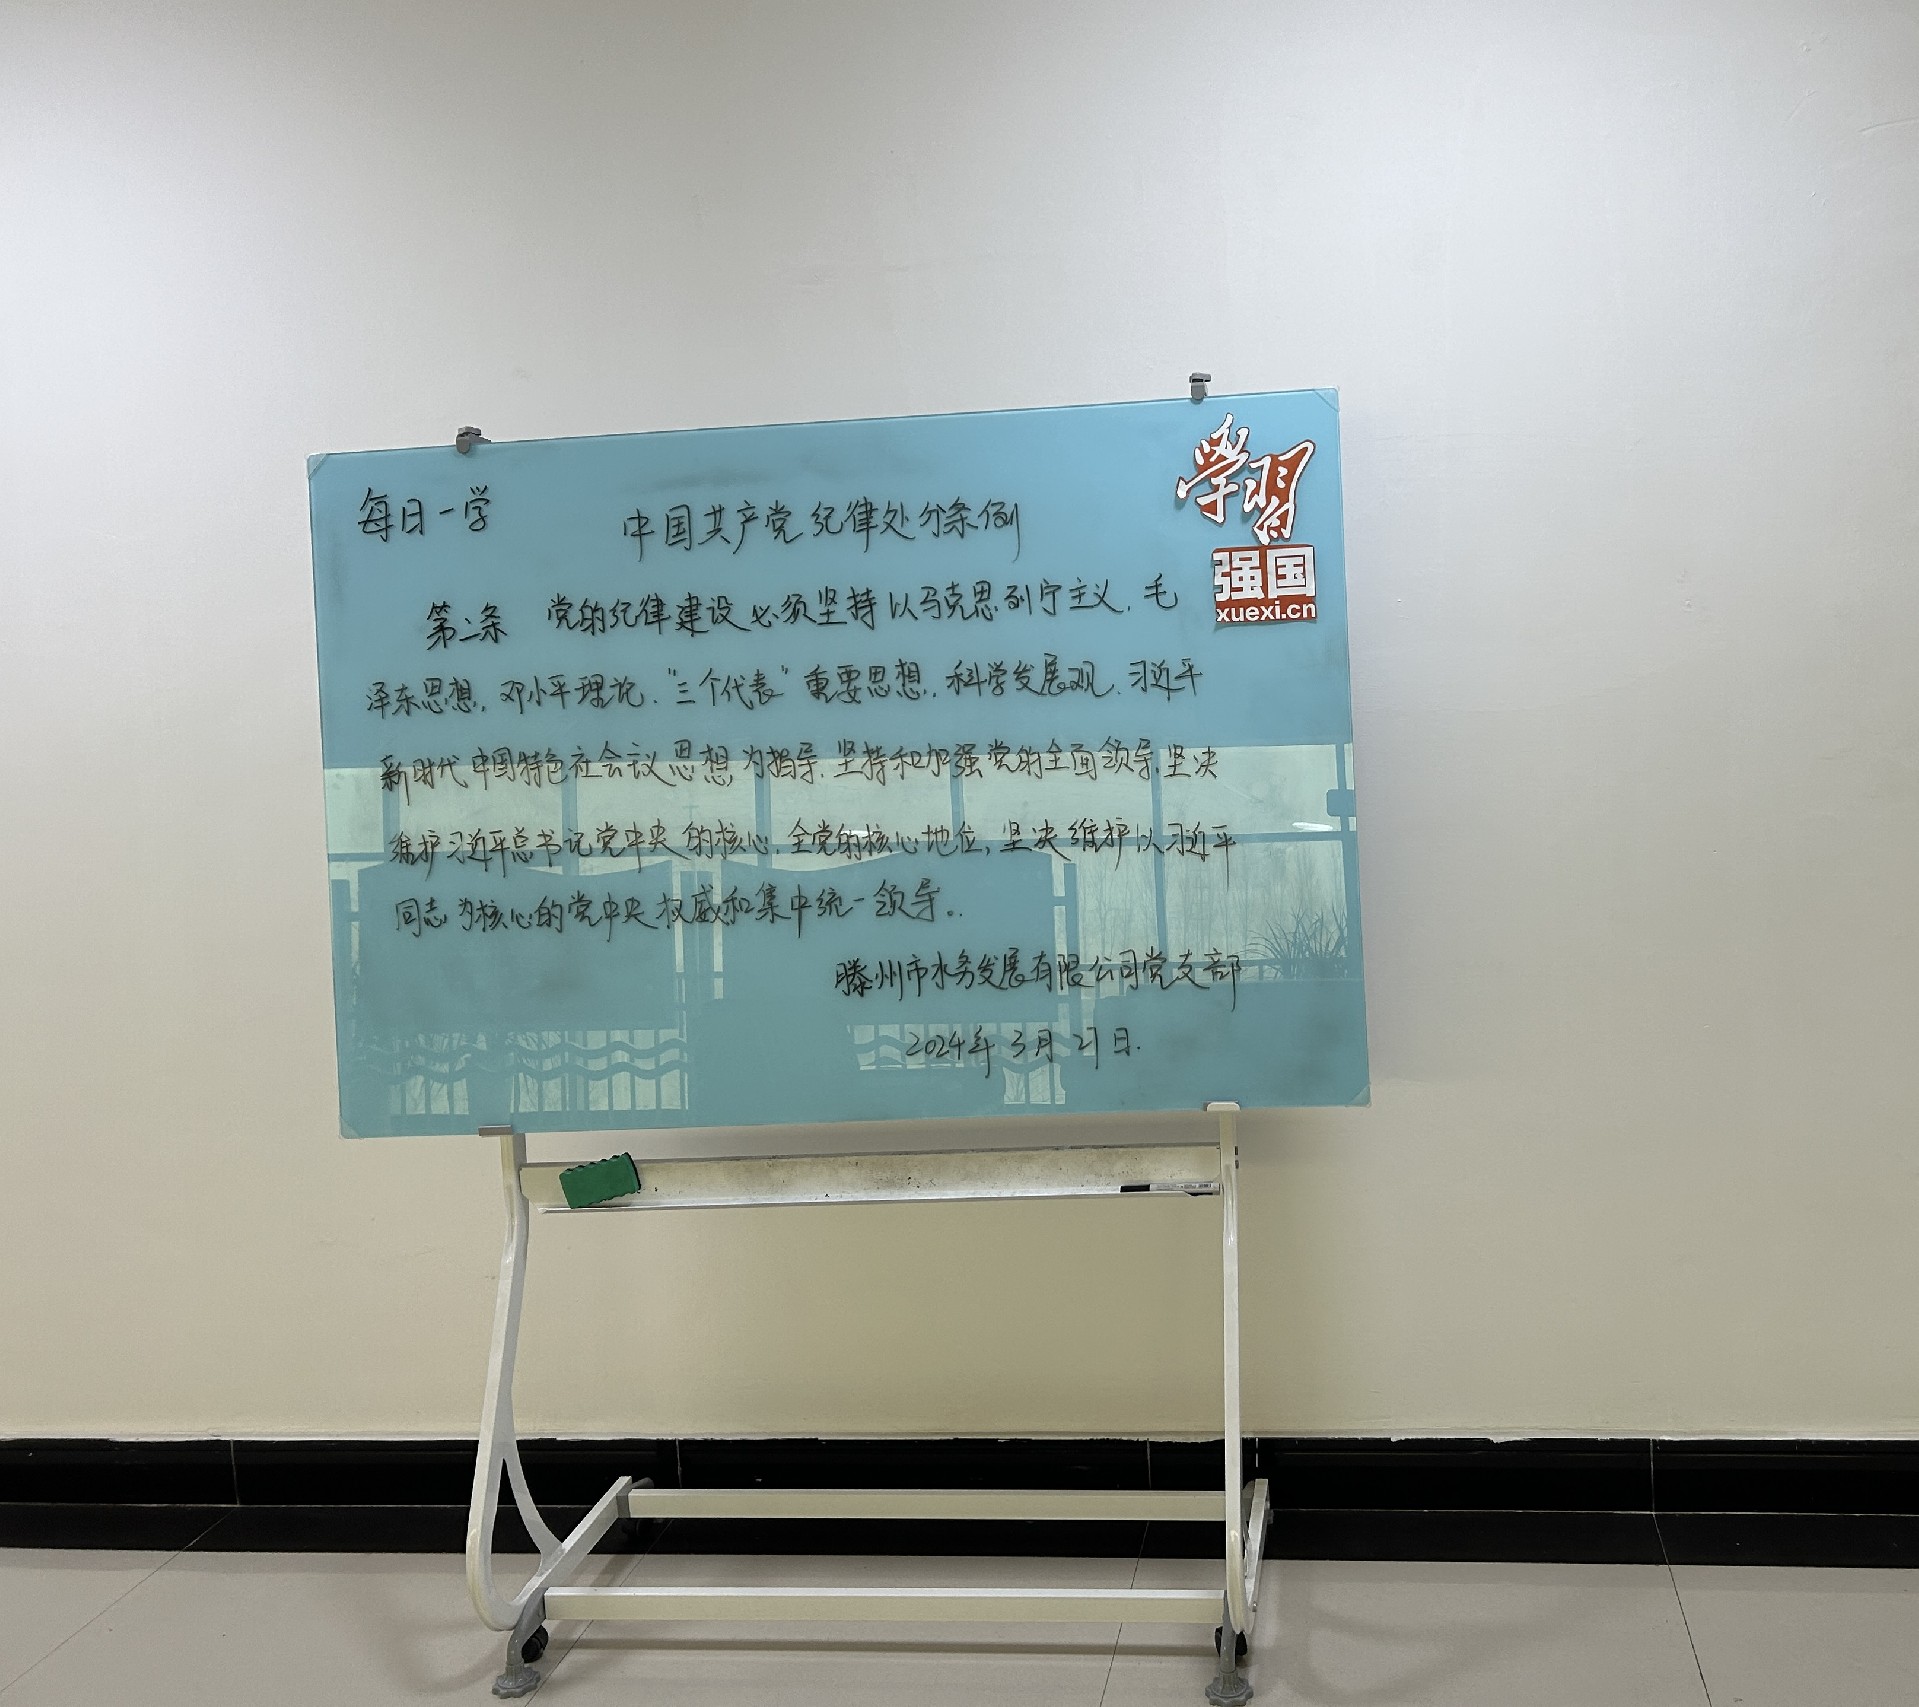 每日一学
中国共产党纪律处分条例
学习
强国
xuexi.cn
第二条 党的纪律建设必须坚持以马克思列宁主义、毛
泽东思想、邓小平理论、“三个代表”重要思想、科学发展观、习近平
新时代中国特色社会议思想为指导,坚持和加强党的全面领导,坚决
维护习近平总书记党中央的核心、全党的核心地位,坚决维护以习近平
同志为核心的党中央权威和集中统一领导。
滕州市水务发展有限公司党支部
2024年3月21日.